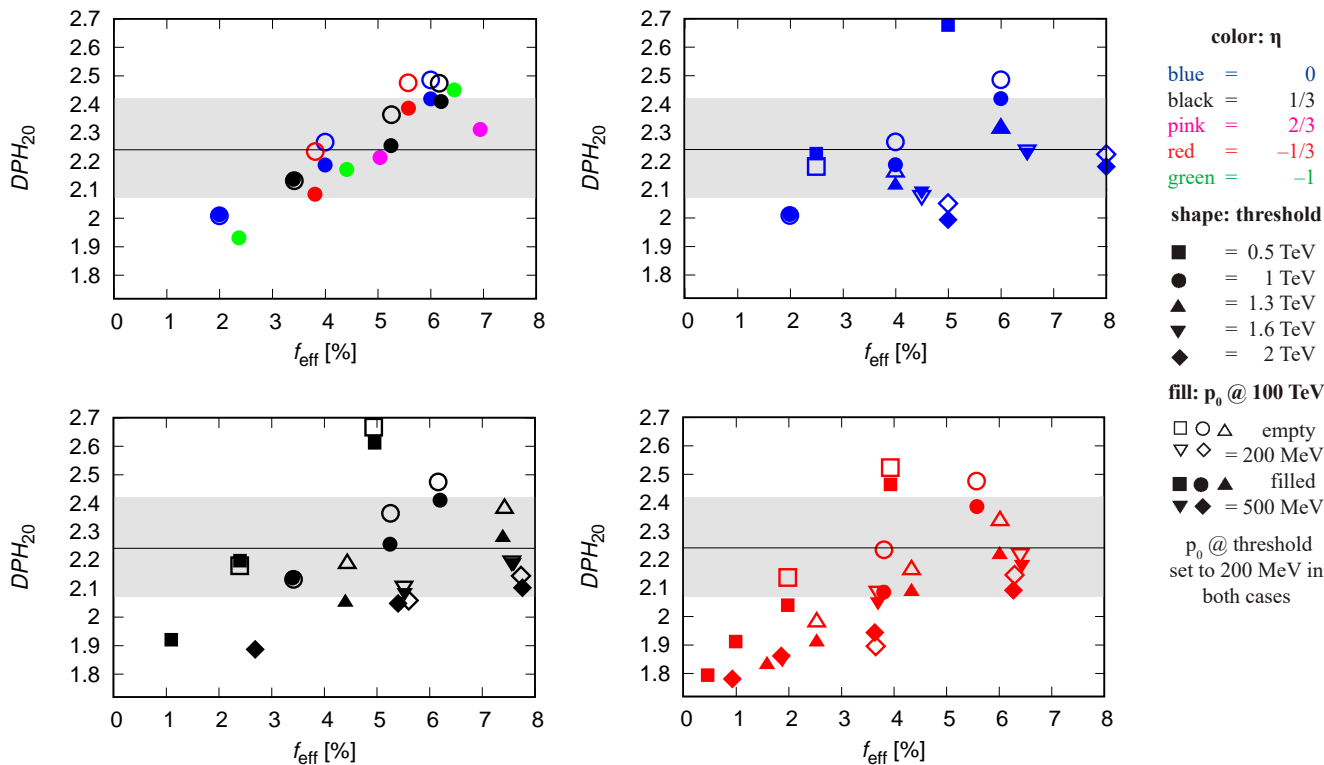 2.7
2.6
2.5
2.4
2.3
2.2
2.1
2
1.9
1.8
DPH20
0 1 2 3 4 5 6 7 8
feff [%]
2.7
2.6
2.5
2.4
2.3
2.2
2.1
2
1.9
1.8
DPH20
0 1 2 3 4 5 6 7 8
feff [%]
2.7
2.6
2.5
2.4
2.3
2.2
2.1
2
1.9
1.8
DPH20
0 1 2 3 4 5 6 7 8
feff [%]
2.7
2.6
2.5
2.4
2.3
2.2
2.1
2
1.9
1.8
DPH20
0 1 2 3 4 5 6 7 8
feff [%]
color: η
blue = 0
black = 1/3
pink = 2/3
red = –1/3
green = –1
shape: threshold
= 0.5 TeV
= 1 TeV
= 1.3 TeV
= 1.6 TeV
= 2 TeV
fill: p0 @ 100 TeV
empty
= 200 MeV
filled
= 500 MeV
p0 @ threshold
set to 200 MeV in
both cases